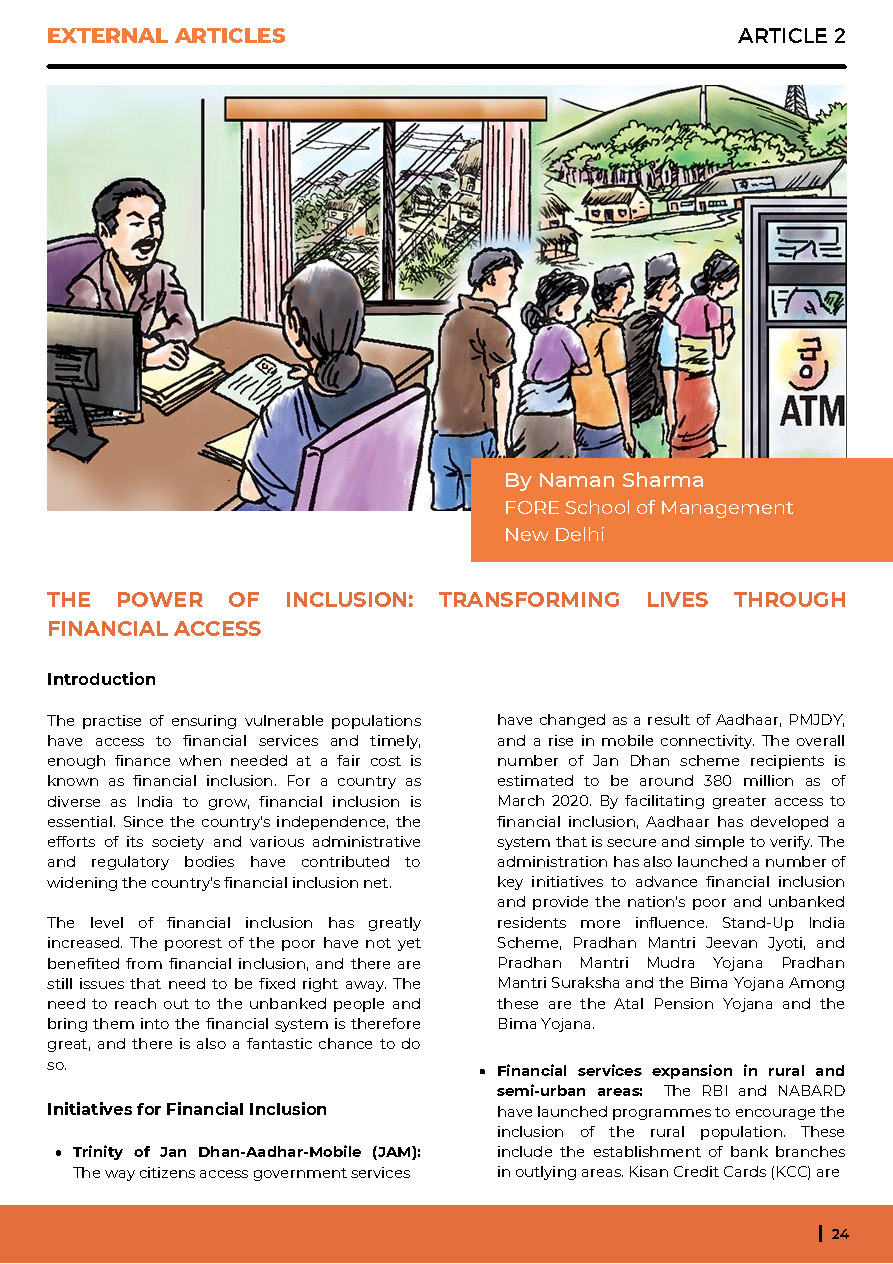 EXTERNAL ARTICLES
ARTICLE 2
ATM
By Naman Sharma
FORE School of Management
New Delhi
THE POWER OF INCLUSION: TRANSFORMING LIVES THROUGH
FINANCIAL ACCESS
Introduction
The practise of ensuring vulnerable populations
have access to financial services and timely,
enough finance when needed at a fair cost is
known as financial inclusion. For a country as
diverse as India to grow, financial inclusion is
essential. Since the country's independence, the
efforts of its society and various administrative
and regulatory bodies have contributed to
widening the country's financial inclusion net.
The level of financial inclusion has greatly
increased. The poorest of the poor have not yet
benefited from financial inclusion, and there are
still issues that need to be fixed right away. The
need to reach out to the unbanked people and
bring them into the financial system is therefore
great, and there is also a fantastic chance to do
so.
Initiatives for Financial Inclusion
• Trinity of Jan Dhan-Aadhar-Mobile (JAM):
The way citizens access government services
have changed as a result of Aadhaar, PMJDY,
and a rise in mobile connectivity. The overall
number of Jan Dhan scheme recipients is
estimated to be around 380 million as of
March 2020. By facilitating greater access to
financial inclusion, Aadhaar has developed a
system that is secure and simple to verify. The
administration has also launched a number of
key initiatives to advance financial inclusion
and provide the nation's poor and unbanked
residents more influence. Stand-Up India
Scheme, Pradhan Mantri Jeevan Jyoti, and
Pradhan Mantri Mudra Yojana Pradhan
Mantri Suraksha and the Bima Yojana Among
these are the Atal Pension Yojana and the
Bima Yojana.
• Financial services expansion in rural and
semi-urban areas: The RBI and NABARD
have launched programmes to encourage the
inclusion of the rural population. These
include the establishment of bank branches
in outlying areas. Kisan Credit Cards (KCC) are
24